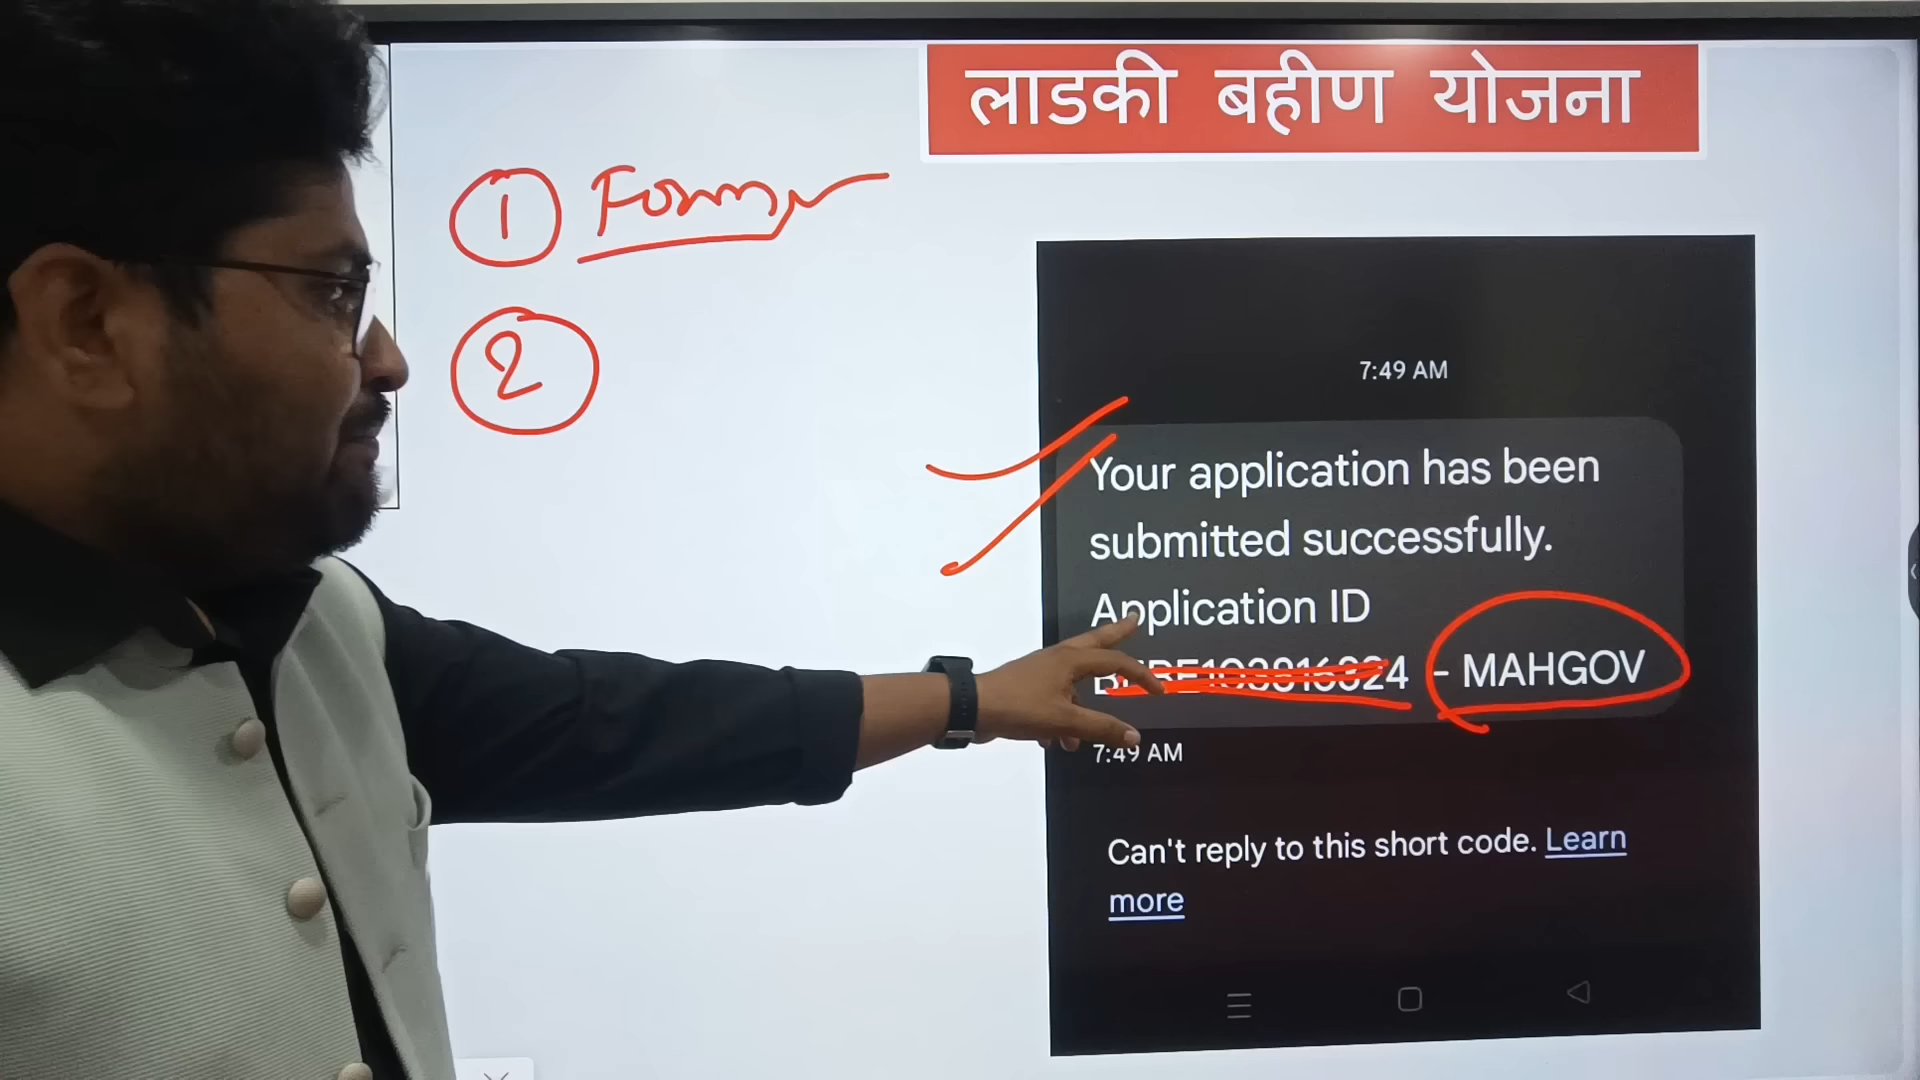 लाडकी बहीण योजना
1 Form
2
7:49 AM
Your application has been
submitted successfully.
Application ID
- MAHGOV
7:49 AM
Can't reply to this short code. Learn
more